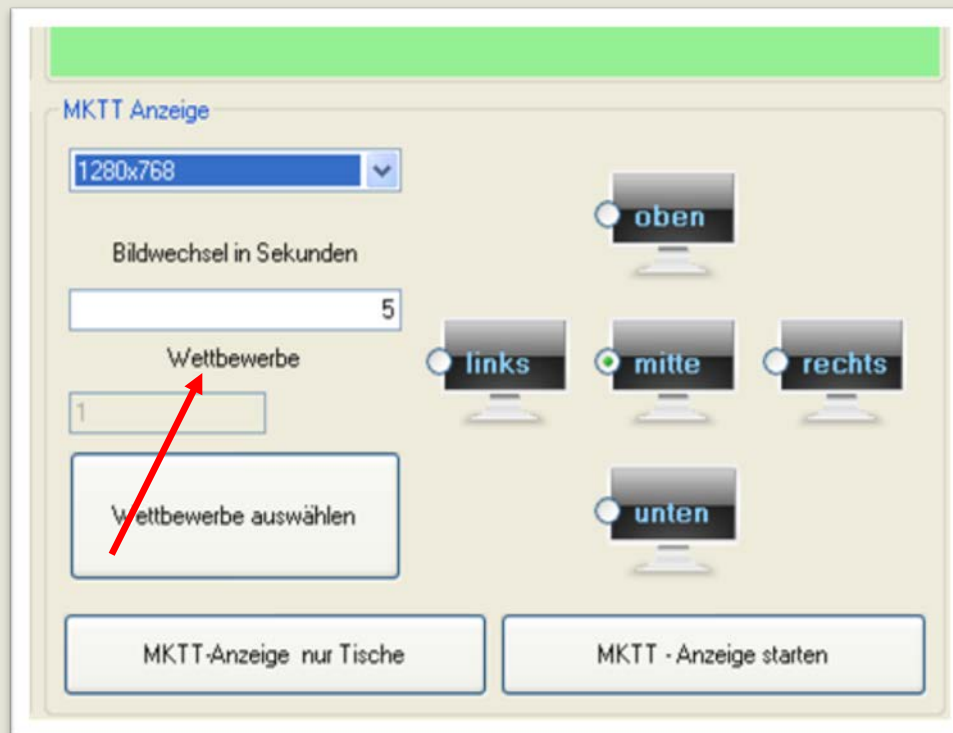 MKTT Anzeige
1280x768
oben
Bildwechsel in Sekunden
5
Wettbewerbe
links
mitte
rechts
1
Wettbewerbe auswählen
unten
MKTT-Anzeige nur Tische
MKTT - Anzeige starten